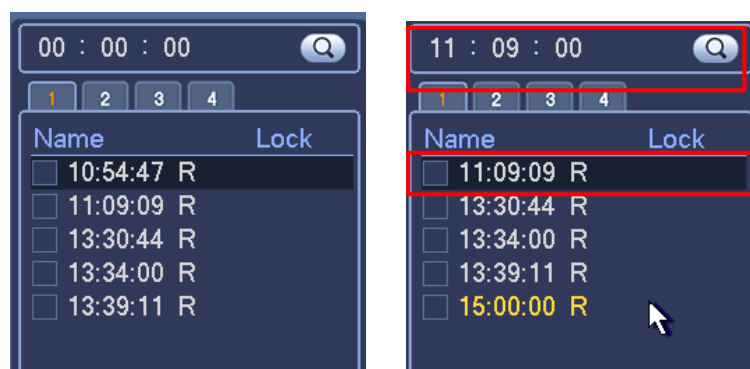 00 : 00 : 00
1 2 3 4
Name Lock
10:54:47 R
11:09:09 R
13:30:44 R
13:34:00 R
13:39:11 R
11 : 09 : 00
1 2 3 4
Name Lock
11:09:09 R
13:30:44 R
13:34:00 R
13:39:11 R
15:00:00 R